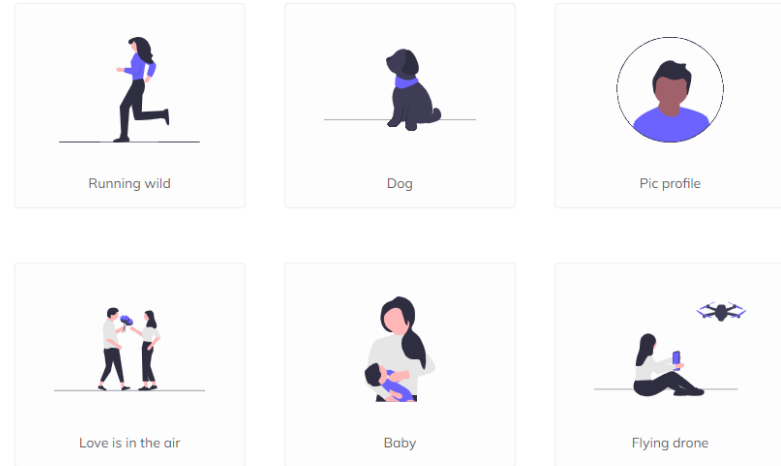 Running wild
Dog
Pic profile
Love is in the air
Baby
Flying drone